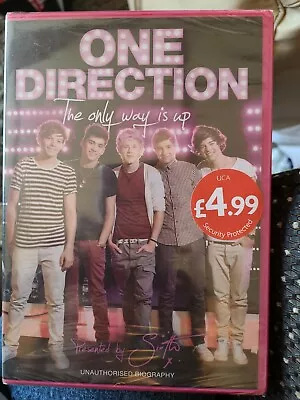 ONE
DIRECTION
The only way is up
UCA
£4.99
Security Protected
Presented by
UNAUTHORISED BIOGRAPHY